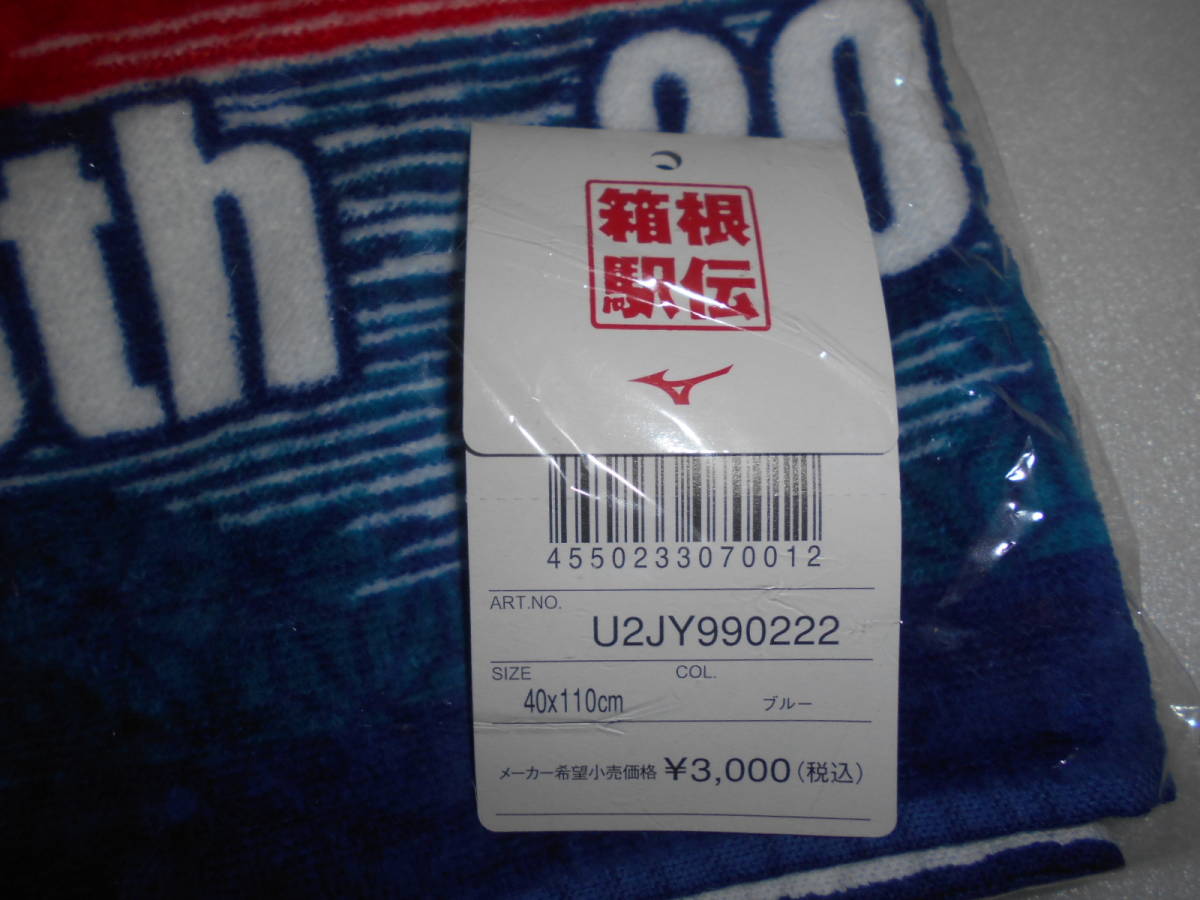 th 20
箱根
駅伝
4550233070012
ART.NO.
U2JY990222
SIZE COL.
40x110cm ブルー
メーカー希望小売価格 ¥3,000(税込)